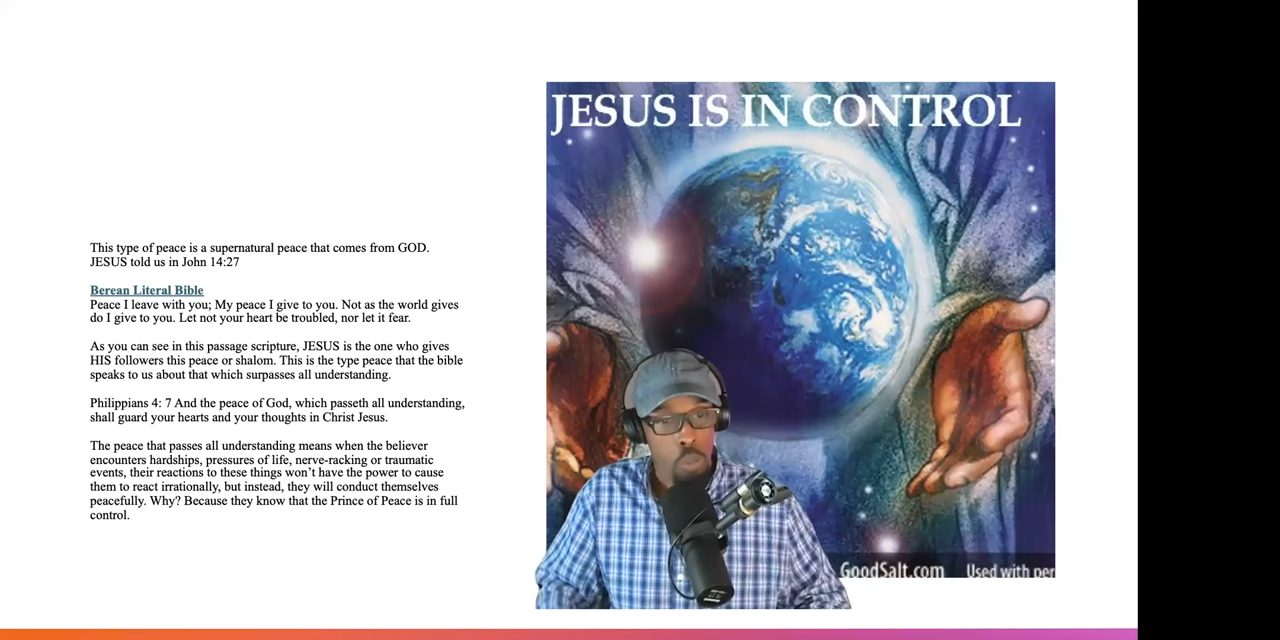 This type of peace is a supernatural peace that comes from GOD.
JESUS told us in John 14:27
Berean Literal Bible
Peace I leave with you; My peace I give to you. Not as the world gives
do I give to you. Let not your heart be troubled, nor let it fear.
As you can see in this passage scripture, JESUS is the one who gives
HIS followers this peace or shalom. This is the type peace that the bible
speaks to us about that which surpasses all understanding.
Philippians 4: 7 And the peace of God, which passeth all understanding,
shall guard your hearts and your thoughts in Christ Jesus.
The peace that passes all understanding means when the believer
encounters hardships, pressures of life, nerve-racking or traumatic
events, their reactions to these things won’t have the power to cause
them to react irrationally, but instead, they will conduct themselves
peacefully. Why? Because they know that the Prince of Peace is in full
control.
JESUS IS IN CONTROL
GoodSalt.com Used with per